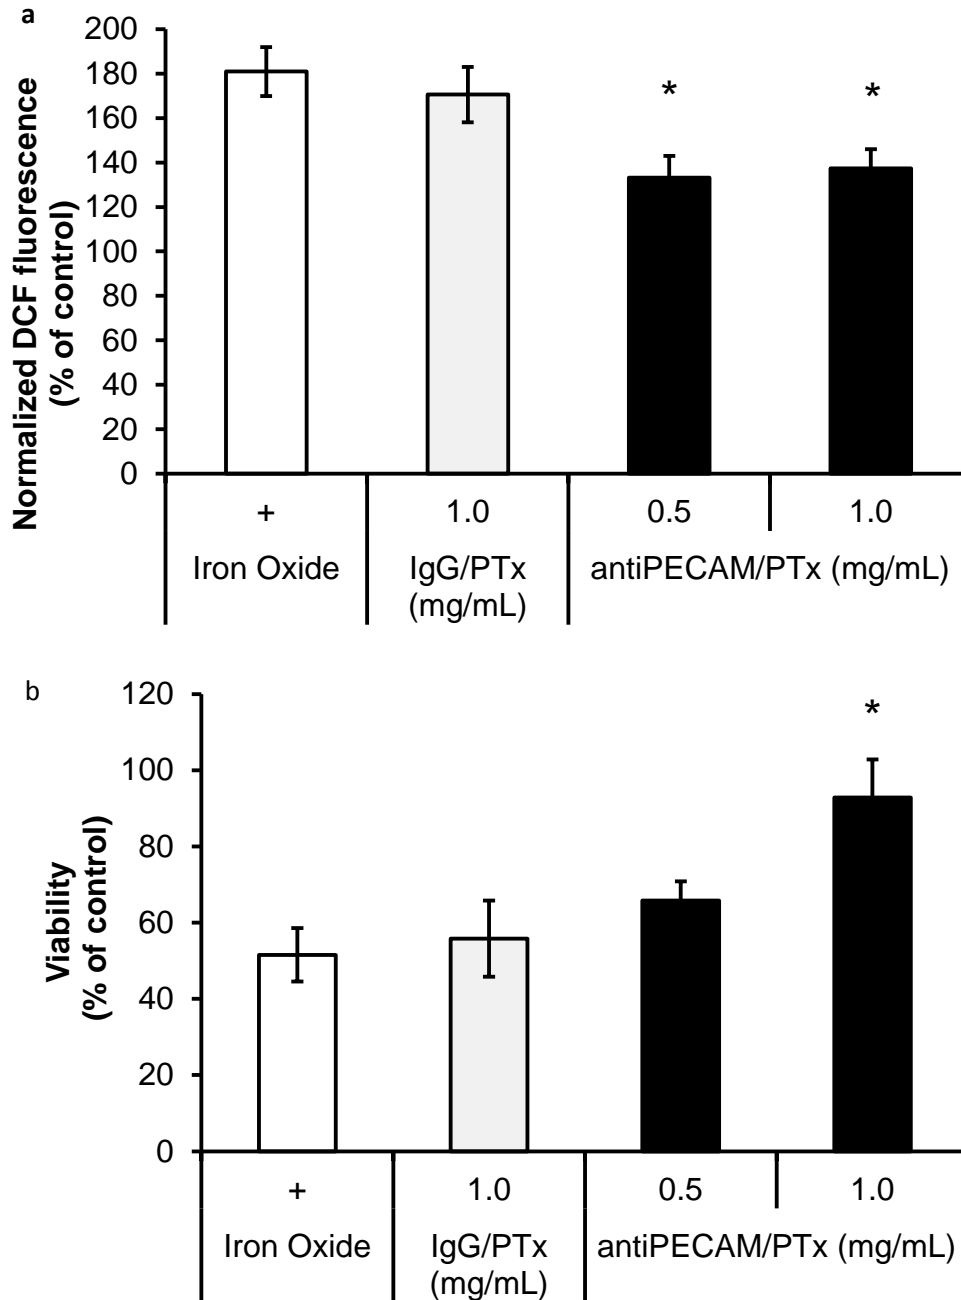 a
Normalized DCF fluorescence
(% of control)
200
180
160
140
120
100
80
60
40
20
0
* *
+ 1.0 0.5 1.0
Iron Oxide IgG/PTx antiPECAM/PTx (mg/mL)
(mg/mL)
b
Viability
(% of control)
120
100
80
60
40
20
0
*
+ 1.0 0.5 1.0
Iron Oxide IgG/PTx antiPECAM/PTx (mg/mL)
(mg/mL)